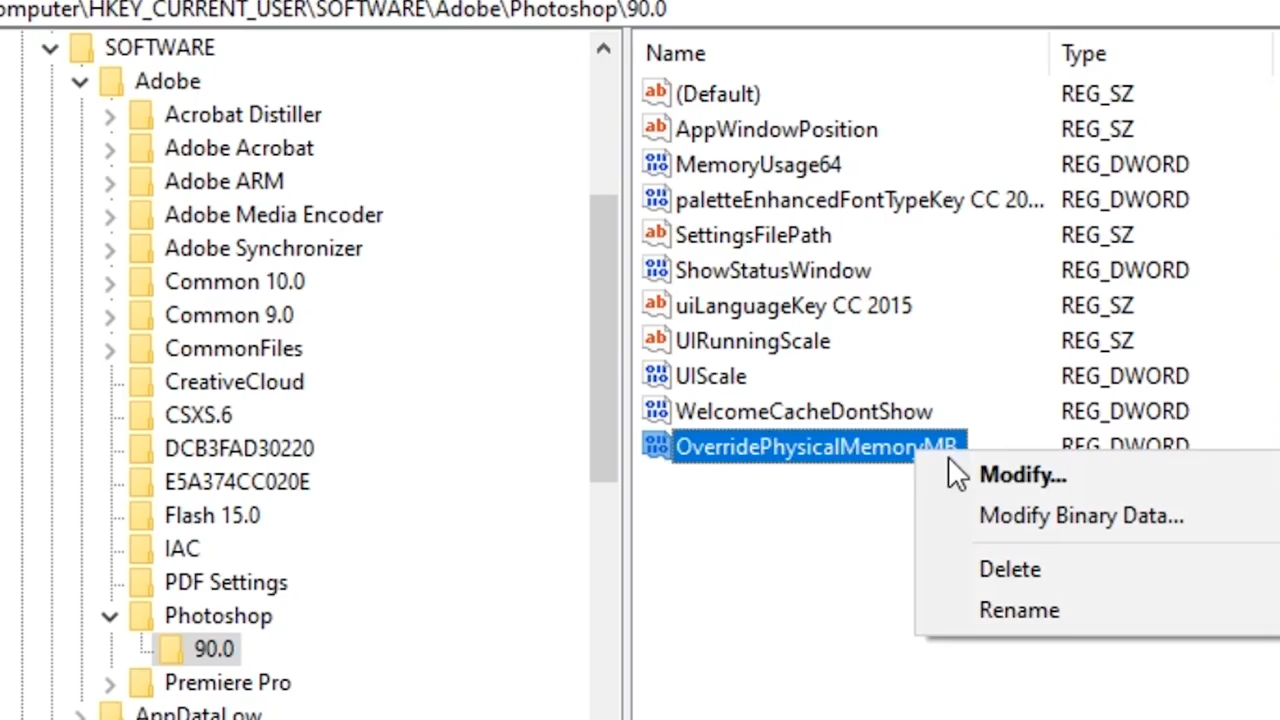 omputer\HKEY_CURRENT_USER\SOFTWARE\Adobe\Photoshop\90.0
SOFTWARE
Adobe
Acrobat Distiller
Adobe Acrobat
Adobe ARM
Adobe Media Encoder
Adobe Synchronizer
Common 10.0
Common 9.0
CommonFiles
CreativeCloud
CSXS.6
DCB3FAD30220
E5A374CC020E
Flash 15.0
IAC
PDF Settings
Photoshop
90.0
Premiere Pro
AppDataLow
Name Type
(Default) REG_SZ
AppWindowPosition REG_SZ
MemoryUsage64 REG_DWORD
paletteEnhancedFontTypeKey CC 20... REG_DWORD
SettingsFilePath REG_SZ
ShowStatusWindow REG_DWORD
uiLanguageKey CC 2015 REG_SZ
UIRunningScale REG_SZ
UIScale REG_DWORD
WelcomeCacheDontShow REG_DWORD
OverridePhysicalMemoryMB REG_DWORD
Modify...
Modify Binary Data...
Delete
Rename